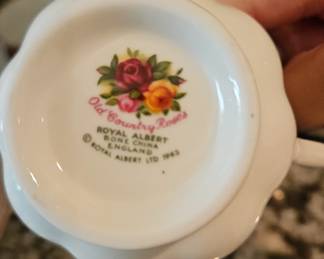 Old Country Roses
ROYAL ALBERT
BONE CHINA
ENGLAND
© ROYAL ALBERT LTD 1962